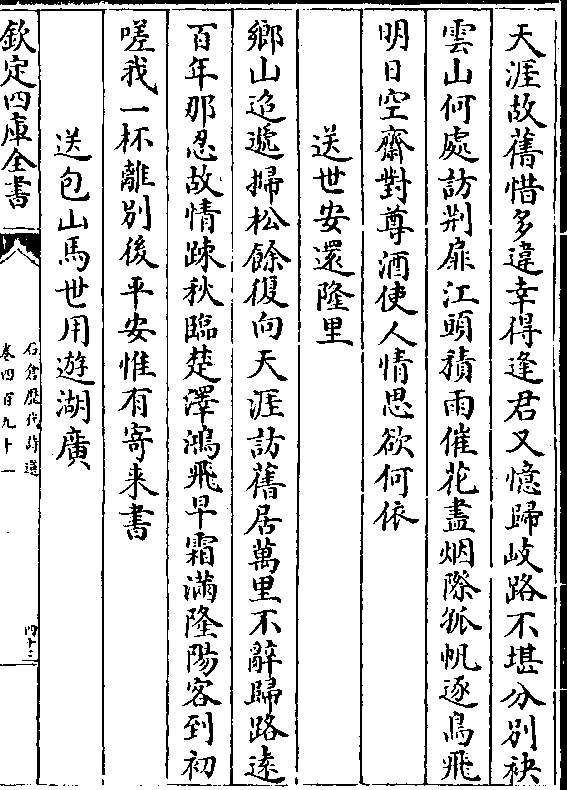 天涯故舊惜多違幸得逢君又憶歸岐路不堪分別袂
雲山何處訪荆扉江頭積雨催花盡烟際孤帆逐鳥飛
明日空齋對尊酒使人情思欲何依
送世安還隆里
鄉山迢遞掃松餘復向天涯訪舊居萬里不辭歸路逺
百年那忍故情踈秋臨楚澤鴻飛早霜滿隆陽客到初
嗟我一杯離別後平安惟有寄来書
送包山馬世用遊湖廣
欽定四庫全書
石倉歷代詩選
卷四百九十一
四十三